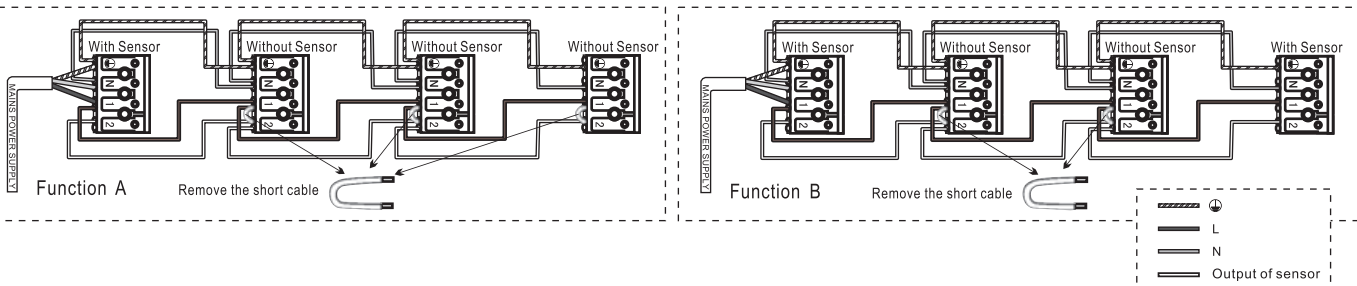 With Sensor
Without Sensor
Without Sensor
Without Sensor
N
1
2
N
1
2
N
1
2
N
1
2
MAINS POWER SUPPLY
Function A
Remove the short cable
With Sensor
Without Sensor
Without Sensor
With Sensor
N
1
2
N
1
2
N
1
2
N
1
2
MAINS POWER SUPPLY
Function B
Remove the short cable
L
N
Output of sensor